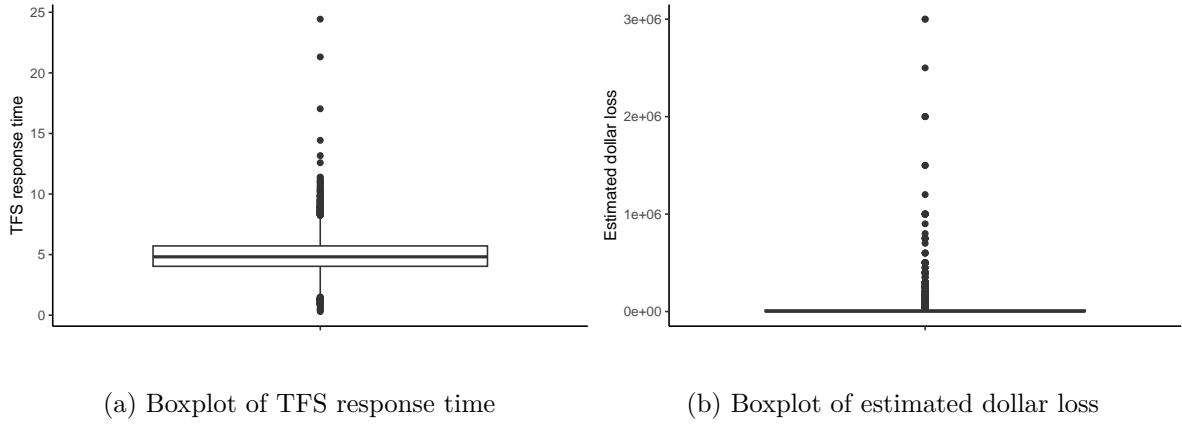 25
20
15
10
5
0
TFS response time
3e+06
2e+06
1e+06
0e+00
Estimated dollar loss
(a) Boxplot of TFS response time
(b) Boxplot of estimated dollar loss